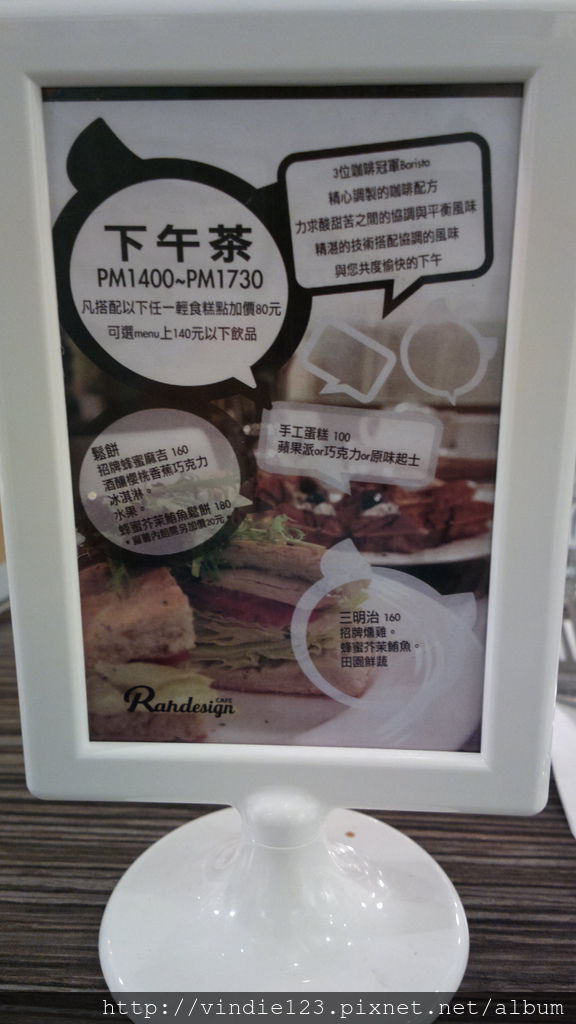 下午茶
PM1400~PM1730
凡搭配以下任一輕食糕點加價80元
可選menu上140元以下飲品
3位咖啡冠軍Barista
精心調製的咖啡配方
力求酸甜苦之間的協調與平衡風味
精湛的技術搭配協調的風味
與您共度愉快的下午
手工蛋糕 100
蘋果派or巧克力or原味起士
鬆餅
招牌蜂蜜麻吉 160
酒釀櫻桃香蕉巧克力
冰淇淋。
水果。
蜂蜜芥茉鮪魚鬆餅 180
三明治 160
招牌燻雞。
蜂蜜芥茉鮪魚。
田園鮮蔬
Rahdesign
CAFE
http://vindie123.pixnet.net/album